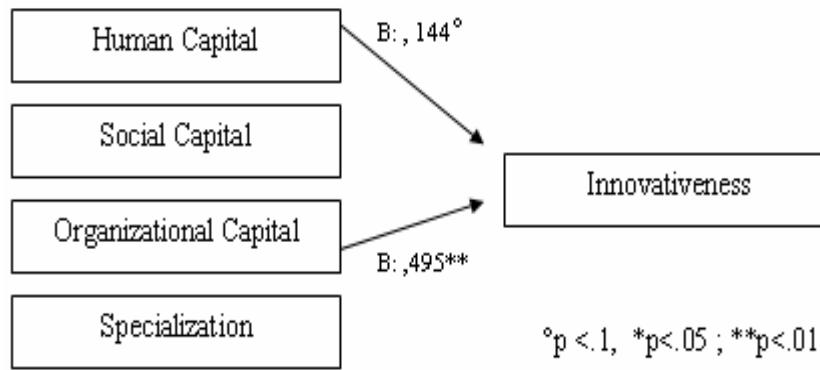 Human Capital
B: , 144°
Social Capital
Innovativeness
Organizational Capital
B: ,495**
Specialization
°p <.1, *p<.05 ; **p<.01